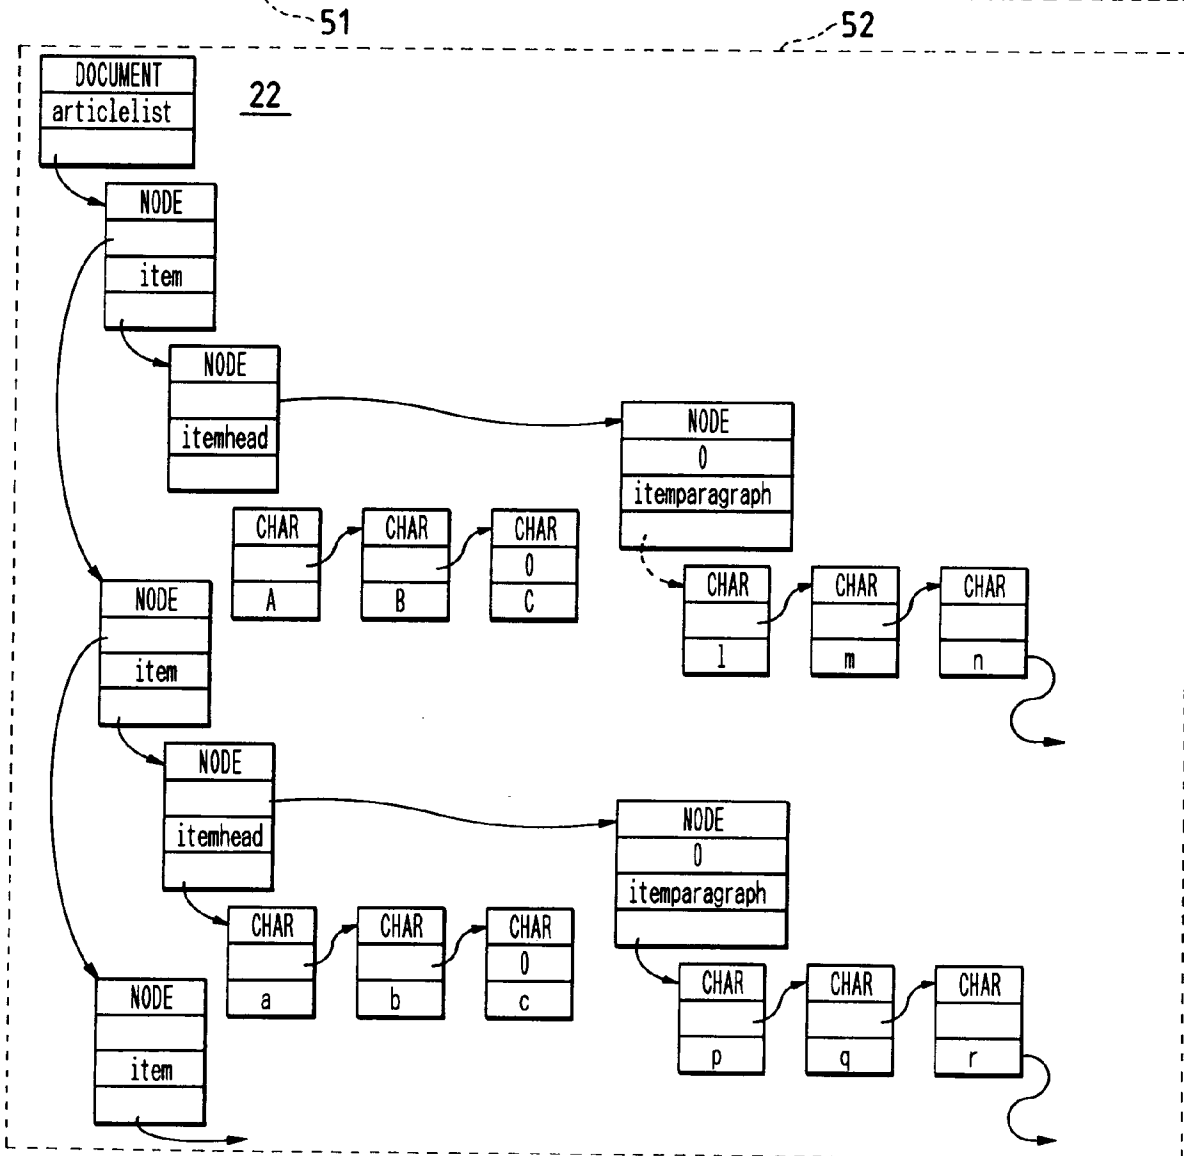 51
52
DOCUMENT
articlelist
22
NODE
item
NODE
itemhead
NODE
0
itemparagraph
CHAR
A
CHAR
B
CHAR
0
C
CHAR
l
CHAR
m
CHAR
n
NODE
item
NODE
itemhead
NODE
0
itemparagraph
CHAR
a
CHAR
b
CHAR
0
c
CHAR
p
CHAR
q
CHAR
r
NODE
item